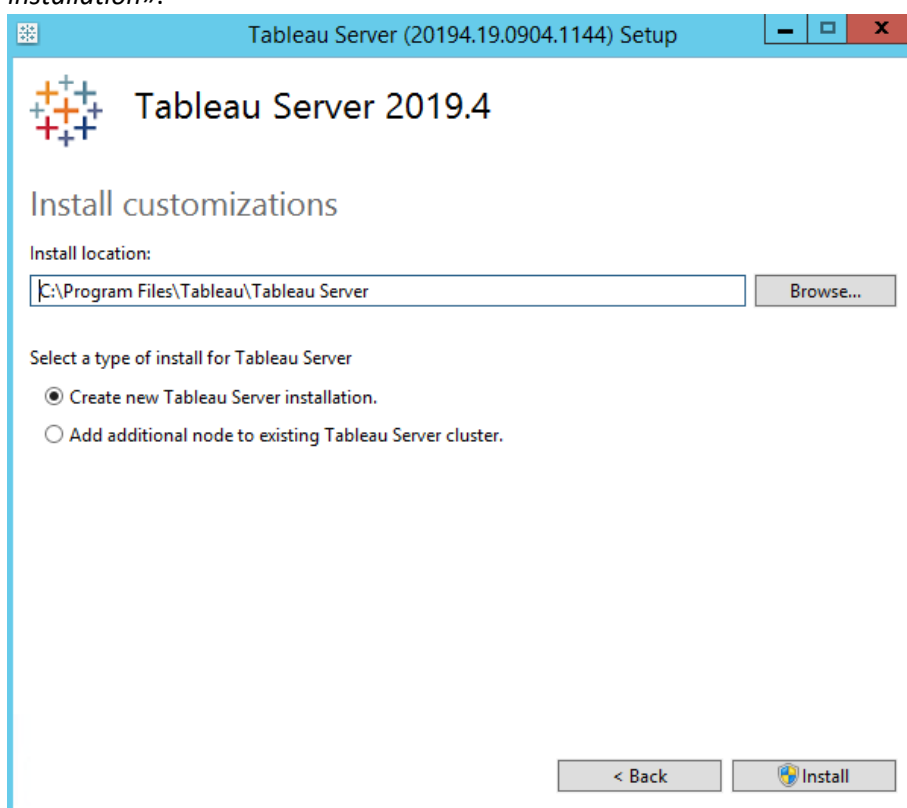 installation».
Tableau Server (20194.19.0904.1144) Setup
Tableau Server 2019.4
Install customizations
Install location:
C:\Program Files\Tableau\Tableau Server
Browse...
Select a type of install for Tableau Server
Create new Tableau Server installation.
Add additional node to existing Tableau Server cluster.
< Back
Install